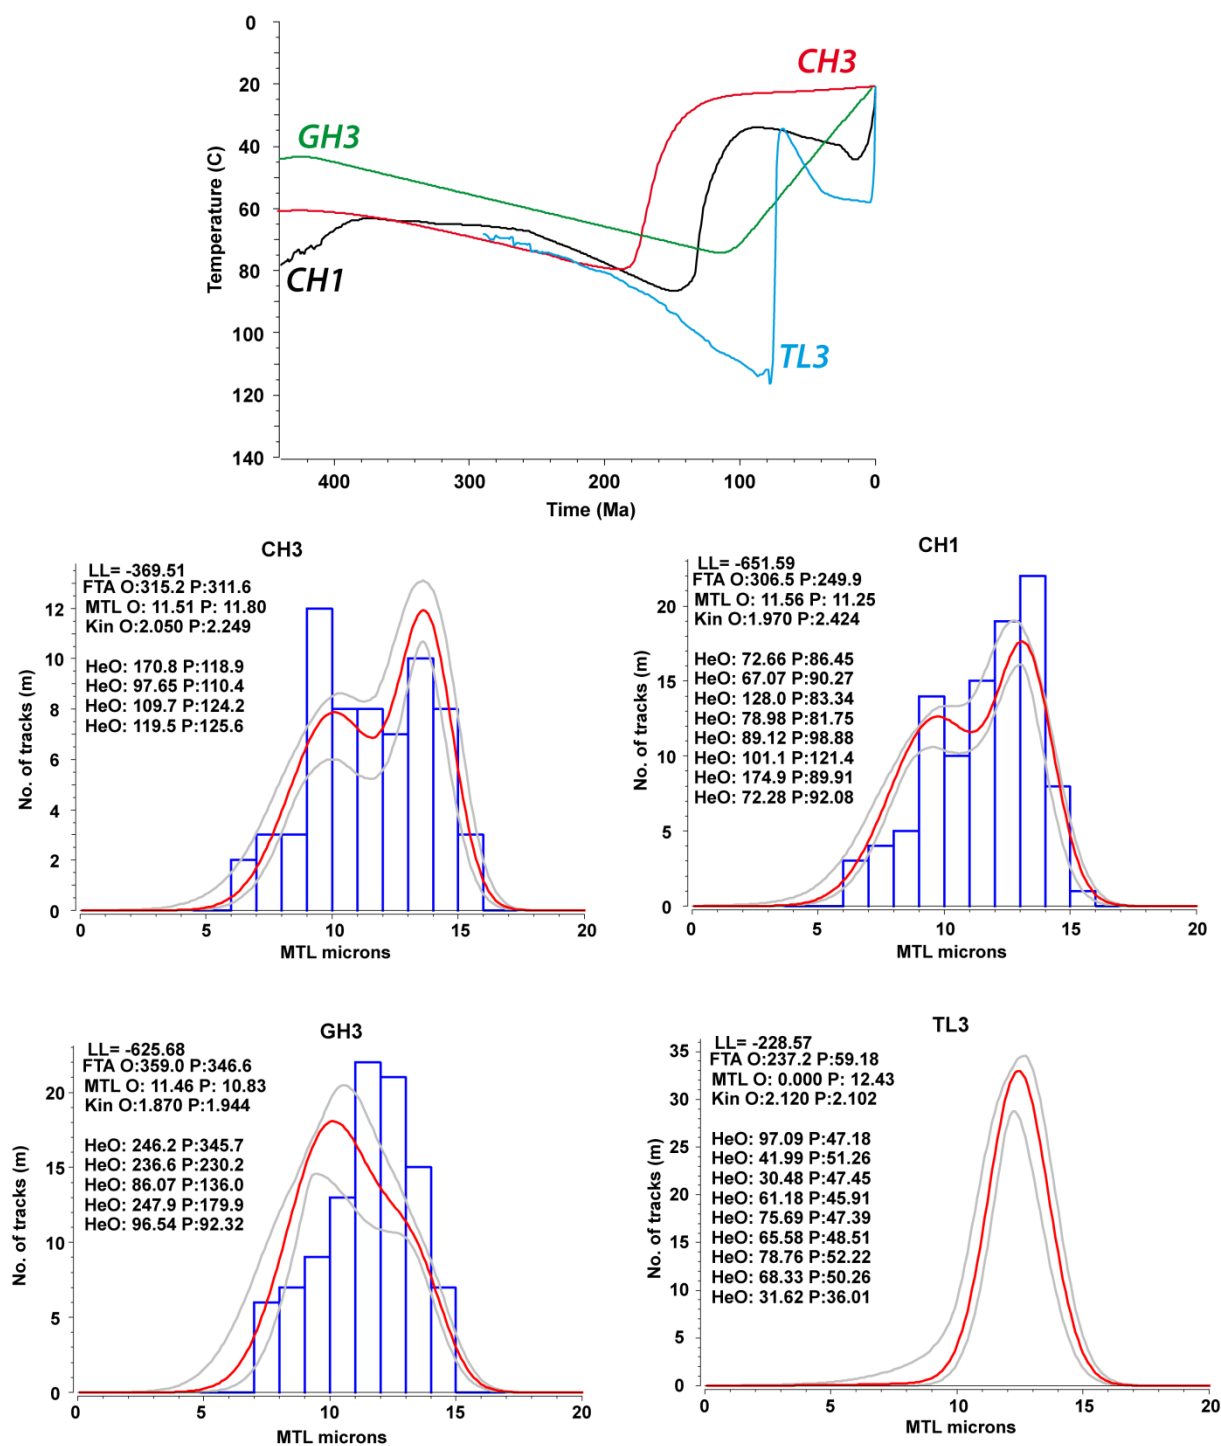 0
20
40
60
80
100
120
140
Temperature (C)
CH3
GH3
CH1
TL3
400 300 200 100 0
Time (Ma)
CH3
LL= -369.51
FTA O:315.2 P:311.6
MTL O: 11.51 P: 11.80
Kin O:2.050 P:2.249
HeO: 170.8 P:118.9
HeO: 97.65 P:110.4
HeO: 109.7 P:124.2
HeO: 119.5 P:125.6
No. of tracks (m)
12
10
8
6
4
2
0
0 5 10 15 20
MTL microns
CH1
LL= -651.59
FTA O:306.5 P:249.9
MTL O: 11.56 P: 11.25
Kin O:1.970 P:2.424
HeO: 72.66 P:86.45
HeO: 67.07 P:90.27
HeO: 128.0 P:83.34
HeO: 78.98 P:81.75
HeO: 89.12 P:98.88
HeO: 101.1 P:121.4
HeO: 174.9 P:89.91
HeO: 72.28 P:92.08
No. of tracks (m)
20
15
10
5
0
0 5 10 15 20
MTL microns
GH3
LL= -625.68
FTA O:359.0 P:346.6
MTL O: 11.46 P: 10.83
Kin O:1.870 P:1.944
HeO: 246.2 P:345.7
HeO: 236.6 P:230.2
HeO: 86.07 P:136.0
HeO: 247.9 P:179.9
HeO: 96.54 P:92.32
No. of tracks (m)
20
15
10
5
0
0 5 10 15 20
MTL microns
TL3
LL= -228.57
FTA O:237.2 P:59.18
MTL O: 0.000 P: 12.43
Kin O:2.120 P:2.102
HeO: 97.09 P:47.18
HeO: 41.99 P:51.26
HeO: 30.48 P:47.45
HeO: 61.18 P:45.91
HeO: 75.69 P:47.39
HeO: 65.58 P:48.51
HeO: 78.76 P:52.22
HeO: 68.33 P:50.26
HeO: 31.62 P:36.01
No. of tracks (m)
35
30
25
20
15
10
5
0
0 5 10 15 20
MTL microns